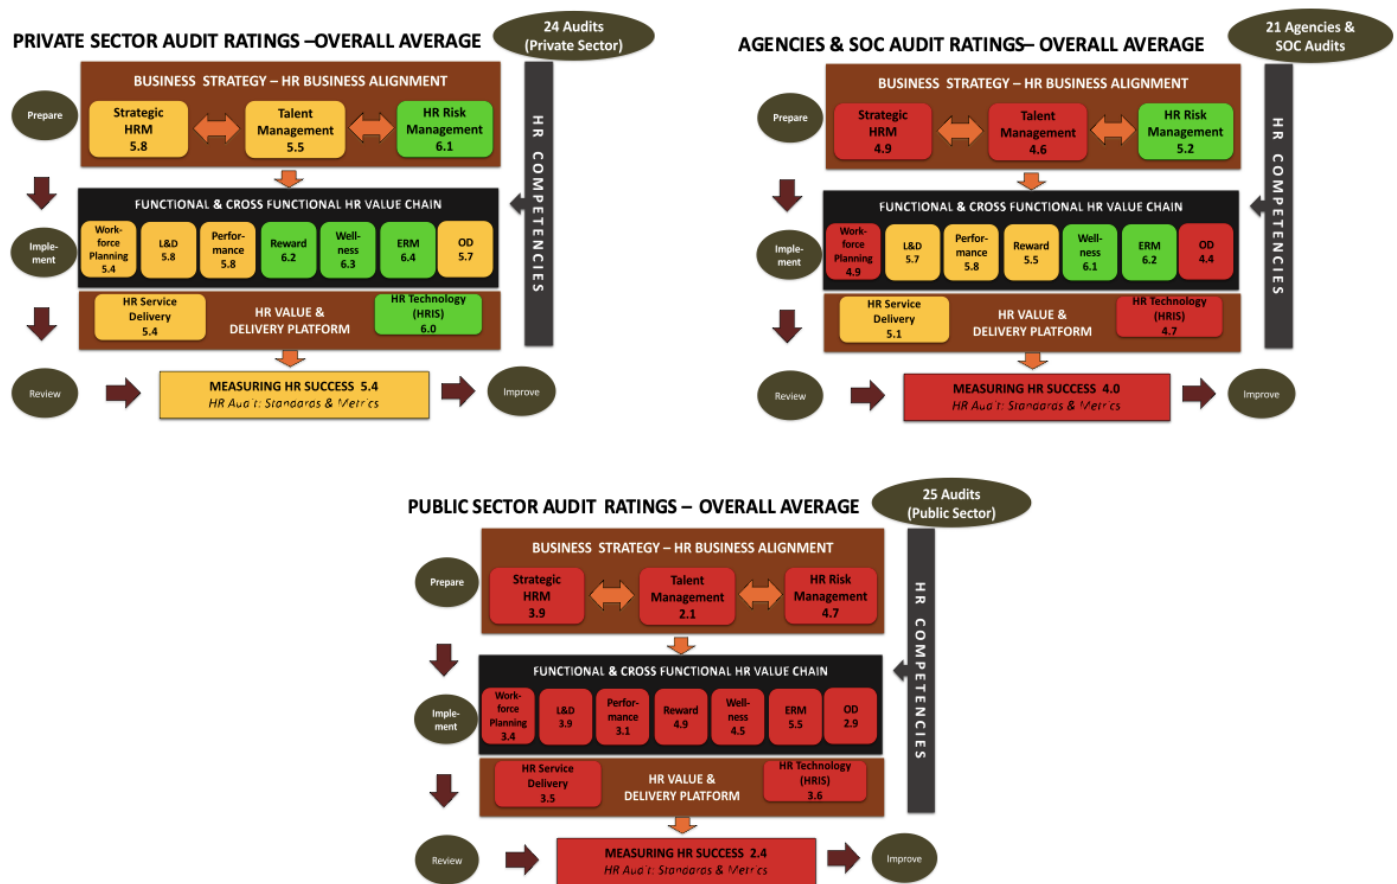 PRIVATE SECTOR AUDIT RATINGS –OVERALL AVERAGE
24 Audits
(Private Sector)
BUSINESS STRATEGY – HR BUSINESS ALIGNMENT
Prepare
Strategic
HRM
5.8
Talent
Management
5.5
HR Risk
Management
6.1
HR COMPETENCIES
FUNCTIONAL & CROSS FUNCTIONAL HR VALUE CHAIN
Imple-
ment
Work-
force
Planning
5.4
L&D
5.8
Perfor-
mance
5.8
Reward
6.2
Well-
ness
6.3
ERM
6.4
OD
5.7
HR Service
Delivery
5.4
HR VALUE &
DELIVERY PLATFORM
HR Technology
(HRIS)
6.0
Review
MEASURING HR SUCCESS 5.4
HR Audit: Standards & Metrics
Improve
AGENCIES & SOC AUDIT RATINGS– OVERALL AVERAGE
21 Agencies &
SOC Audits
BUSINESS STRATEGY – HR BUSINESS ALIGNMENT
Prepare
Strategic
HRM
4.9
Talent
Management
4.6
HR Risk
Management
5.2
HR COMPETENCIES
FUNCTIONAL & CROSS FUNCTIONAL HR VALUE CHAIN
Imple-
ment
Work-
force
Planning
4.9
L&D
5.7
Perfor-
mance
5.8
Reward
5.5
Well-
ness
6.1
ERM
6.2
OD
4.4
HR Service
Delivery
5.1
HR VALUE &
DELIVERY PLATFORM
HR Technology
(HRIS)
4.7
Review
MEASURING HR SUCCESS 4.0
HR Audit: Standards & Metrics
Improve
PUBLIC SECTOR AUDIT RATINGS – OVERALL AVERAGE
25 Audits
(Public Sector)
BUSINESS STRATEGY – HR BUSINESS ALIGNMENT
Prepare
Strategic
HRM
3.9
Talent
Management
2.1
HR Risk
Management
4.7
HR COMPETENCIES
FUNCTIONAL & CROSS FUNCTIONAL HR VALUE CHAIN
Imple-
ment
Work-
force
Planning
3.4
L&D
3.9
Perfor-
mance
3.1
Reward
4.9
Well-
ness
4.5
ERM
5.5
OD
2.9
HR Service
Delivery
3.5
HR VALUE &
DELIVERY PLATFORM
HR Technology
(HRIS)
3.6
Review
MEASURING HR SUCCESS 2.4
HR Audit: Standards & Metrics
Improve